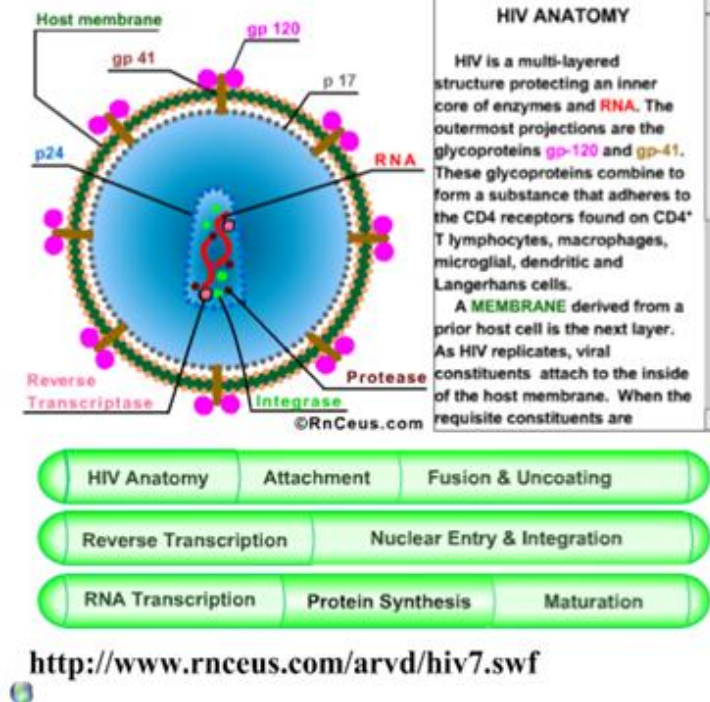 Host membrane
gp 120
gp 41
p 17
p24
RNA
Reverse
Transcriptase
Integrase
Protease
©RnCeus.com
HIV ANATOMY
HIV is a multi-layered
structure protecting an inner
core of enzymes and RNA. The
outermost projections are the
glycoproteins gp-120 and gp-41.
These glycoproteins combine to
form a substance that adheres to
the CD4 receptors found on CD4⁺
T lymphocytes, macrophages,
microglial, dendritic and
Langerhans cells.
A MEMBRANE derived from a
prior host cell is the next layer.
As HIV replicates, viral
constituents attach to the inside
of the host membrane. When the
requisite constituents are
HIV Anatomy Attachment Fusion & Uncoating
Reverse Transcription Nuclear Entry & Integration
RNA Transcription Protein Synthesis Maturation
http://www.rnceus.com/arvd/hiv7.swf